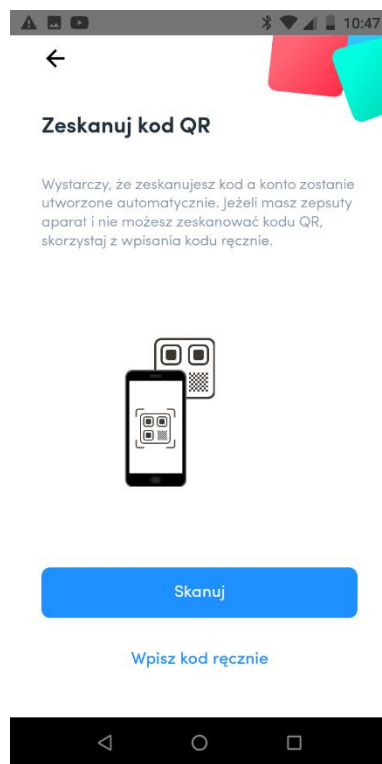 10:47
Zeskanuj kod QR
Wystarczy, że zeskanujesz kod a konto zostanie
utworzone automatycznie. Jeżeli masz zepsuty
aparat i nie możesz zeskanować kodu QR,
skorzystaj z wpisania kodu ręcznie.
Skanuj
Wpisz kod ręcznie